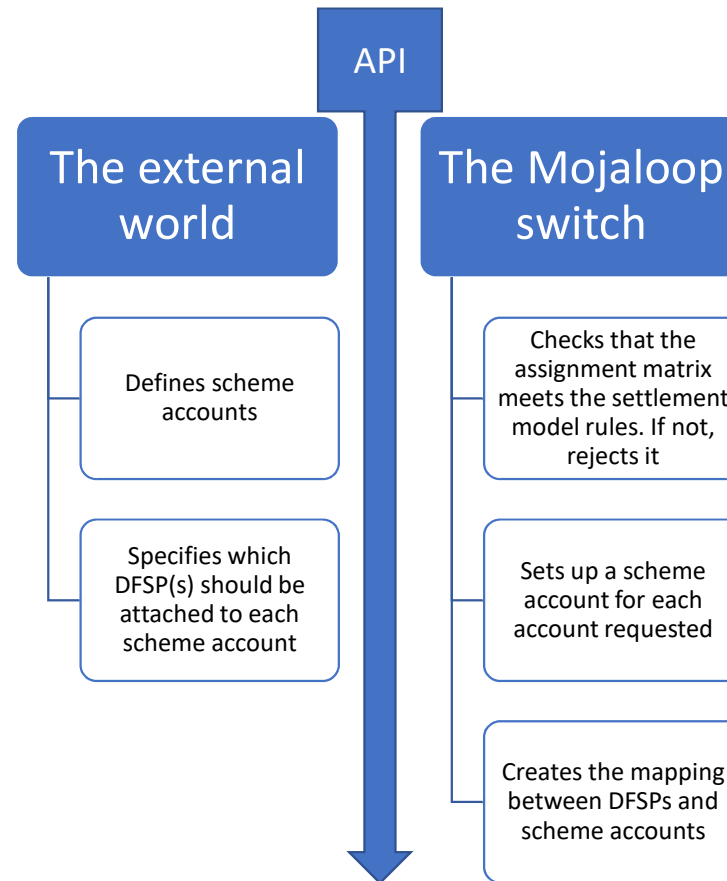 API
The external
world
Defines scheme
accounts
Specifies which
DFSP(s) should be
attached to each
scheme account
The Mojaloop
switch
Checks that the
assignment matrix
meets the settlement
model rules. If not,
rejects it
Sets up a scheme
account for each
account requested
Creates the mapping
between DFSPs and
scheme accounts